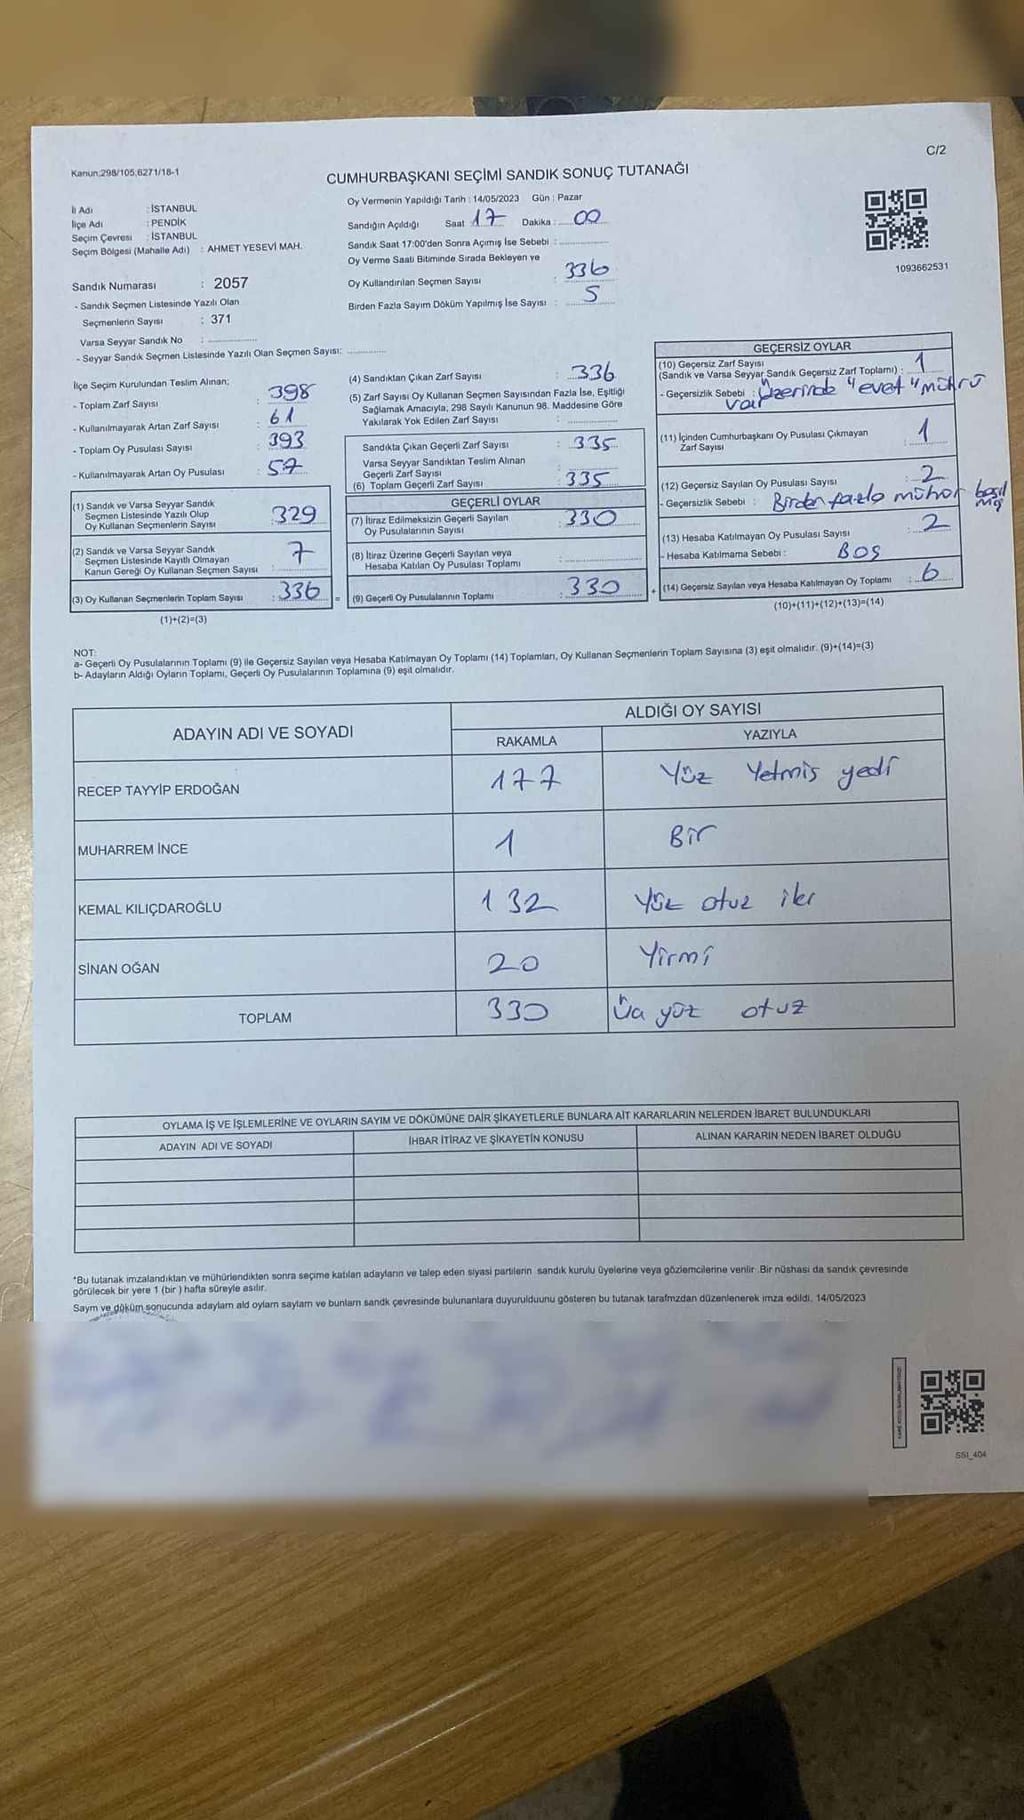 C/2
Kanun:298/105,6271/18-1
CUMHURBAŞKANI SEÇİMİ SANDIK SONUÇ TUTANAĞI
İl Adı : İSTANBUL
İlçe Adı : PENDİK
Seçim Çevresi : İSTANBUL
Seçim Bölgesi (Mahalle Adı) : AHMET YESEVİ MAH.
Sandık Numarası : 2057
- Sandık Seçmen Listesinde Yazılı Olan
Seçmenlerin Sayısı : 371
Varsa Seyyar Sandık No :
- Seyyar Sandık Seçmen Listesinde Yazılı Olan Seçmen Sayısı:
Oy Vermenin Yapıldığı Tarih : 14/05/2023 Gün : Pazar
Sandığın Açıldığı Saat 17 Dakika : 00
Sandık Saat 17:00'den Sonra Açımış İse Sebebi :
Oy Verme Saati Bitiminde Sırada Bekleyen ve
Oy Kullandırılan Seçmen Sayısı : 336
Birden Fazla Sayım Döküm Yapılmış İse Sayısı : 5
1093662531
İlçe Seçim Kurulundan Teslim Alınan;
- Toplam Zarf Sayısı : 398
- Kullanılmayarak Artan Zarf Sayısı : 61
- Toplam Oy Pusulası Sayısı : 393
- Kullanılmayarak Artan Oy Pusulası : 57
(1) Sandık ve Varsa Seyyar Sandık
Seçmen Listesinde Yazılı Olup
Oy Kullanan Seçmenlerin Sayısı : 329
(2) Sandık ve Varsa Seyyar Sandık
Seçmen Listesinde Kayıtlı Olmayan
Kanun Gereği Oy Kullanan Seçmen Sayısı : 7
(3) Oy Kullanan Seçmenlerin Toplam Sayısı : 336 =
(1)+(2)=(3)
(4) Sandıktan Çıkan Zarf Sayısı : 336
(5) Zarf Sayısı Oy Kullanan Seçmen Sayısından Fazla İse, Eşitliği
Sağlamak Amacıyla, 298 Sayılı Kanunun 98. Maddesine Göre
Yakılarak Yok Edilen Zarf Sayısı :
Sandıkta Çıkan Geçerli Zarf Sayısı : 335
Varsa Seyyar Sandıktan Teslim Alınan
Geçerli Zarf Sayısı :
(6) Toplam Geçerli Zarf Sayısı : 335
GEÇERLİ OYLAR
(7) İtiraz Edilmeksizin Geçerli Sayılan
Oy Pusulalarının Sayısı : 330
(8) İtiraz Üzerine Geçerli Sayılan veya
Hesaba Katılan Oy Pusulası Toplamı :
(9) Geçerli Oy Pusulalarının Toplamı : 330 +
GEÇERSİZ OYLAR
(10) Geçersiz Zarf Sayısı
(Sandık ve Varsa Seyyar Sandık Geçersiz Zarf Toplamı) : 1
- Geçersizlik Sebebi : Üzerinde "evet" mührü
var
(11) İçinden Cumhurbaşkanı Oy Pusulası Çıkmayan
Zarf Sayısı : 1
(12) Geçersiz Sayılan Oy Pusulası Sayısı : 2
- Geçersizlik Sebebi : Birden fazla mühür basıl
mış
(13) Hesaba Katılmayan Oy Pusulası Sayısı : 2
- Hesaba Katılmama Sebebi : BOŞ
(14) Geçersiz Sayılan veya Hesaba Katılmayan Oy Toplamı : 6
(10)+(11)+(12)+(13)=(14)
NOT:
a- Geçerli Oy Pusulalarının Toplamı (9) ile Geçersiz Sayılan veya Hesaba Katılmayan Oy Toplamı (14) Toplamları, Oy Kullanan Seçmenlerin Toplam Sayısına (3) eşit olmalıdır. (9)+(14)=(3)
b- Adayların Aldığı Oyların Toplamı, Geçerli Oy Pusulalarının Toplamına (9) eşit olmalıdır.
ADAYIN ADI VE SOYADI
ALDIĞI OY SAYISI
RAKAMLA YAZIYLA
RECEP TAYYİP ERDOĞAN 177 Yüz Yetmiş yedi
MUHARREM İNCE 1 Bir
KEMAL KILIÇDAROĞLU 132 Yüz otuz iki
SİNAN OĞAN 20 Yirmi
TOPLAM 330 Üç yüz otuz
OYLAMA İŞ VE İŞLEMLERİNE VE OYLARIN SAYIM VE DÖKÜMÜNE DAİR ŞİKAYETLERLE BUNLARA AİT KARARLARIN NELERDEN İBARET BULUNDUKLARI
ADAYIN ADI VE SOYADI İHBAR İTİRAZ VE ŞİKAYETİN KONUSU ALINAN KARARIN NEDEN İBARET OLDUĞU
*Bu tutanak imzalandıktan ve mühürlendikten sonra seçime katılan adayların ve talep eden siyasi partilerin sandık kurulu üyelerine veya gözlemcilerine verilir .Bir nüshası da sandık çevresinde
görülecek bir yere 1 (bir ) hafta süreyle asılır.
Saym ve döküm sonucunda adaylarn ald oylarn saylarn ve bunlarn sandk çevresinde bulunanlara duyurulduunu gösteren bu tutanak tarafmzdan düzenlenerek imza edildi. 14/05/2023
SSI_404